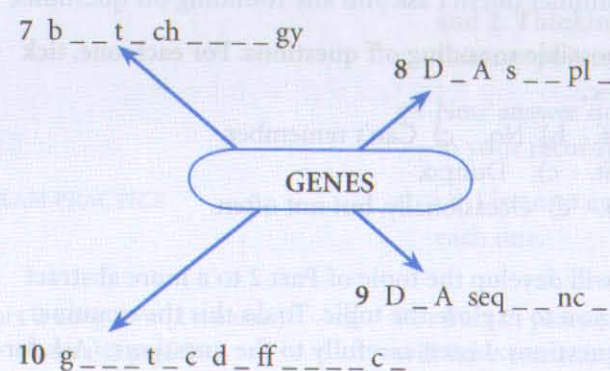 7 b _ _ t _ ch _ _ _ _ gy
8 D _ A s _ _ pl _
GENES
9 D _ A seq _ _ nc _
10 g _ _ _ t _ c d _ ff _ _ _ _ c _